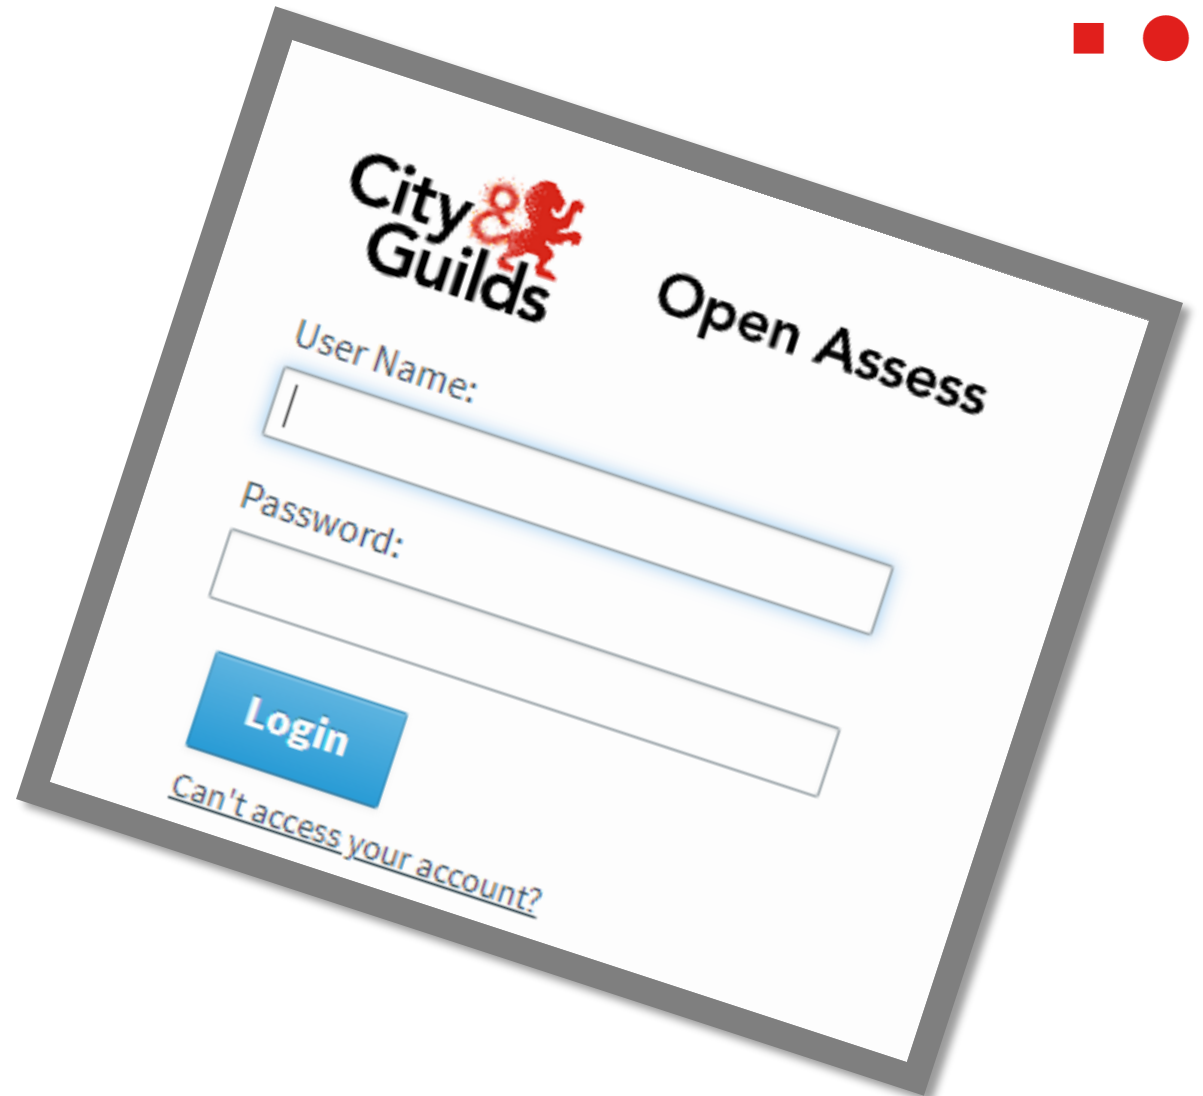 City &
Guilds
Open Assess
User Name:
Password:
Login
Can't access your account?